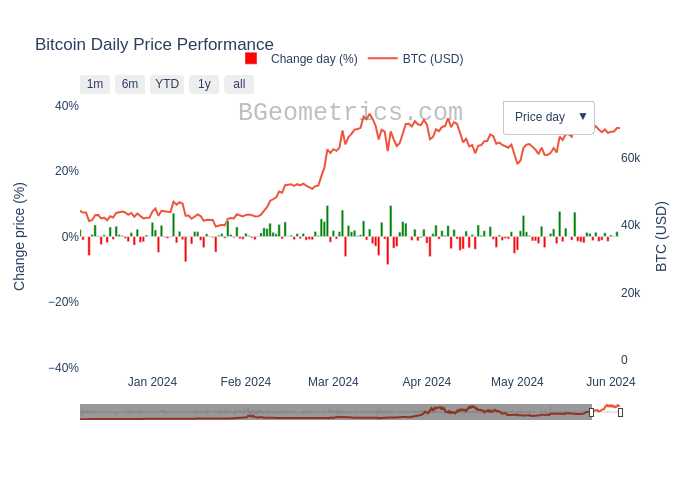 Bitcoin Daily Price Performance
Change day (%) BTC (USD)
1m 6m YTD 1y all
BGeometrics.com
Price day ▼
40%
20%
0%
−20%
−40%
Change price (%)
60k
40k
20k
0
BTC (USD)
Jan 2024 Feb 2024 Mar 2024 Apr 2024 May 2024 Jun 2024